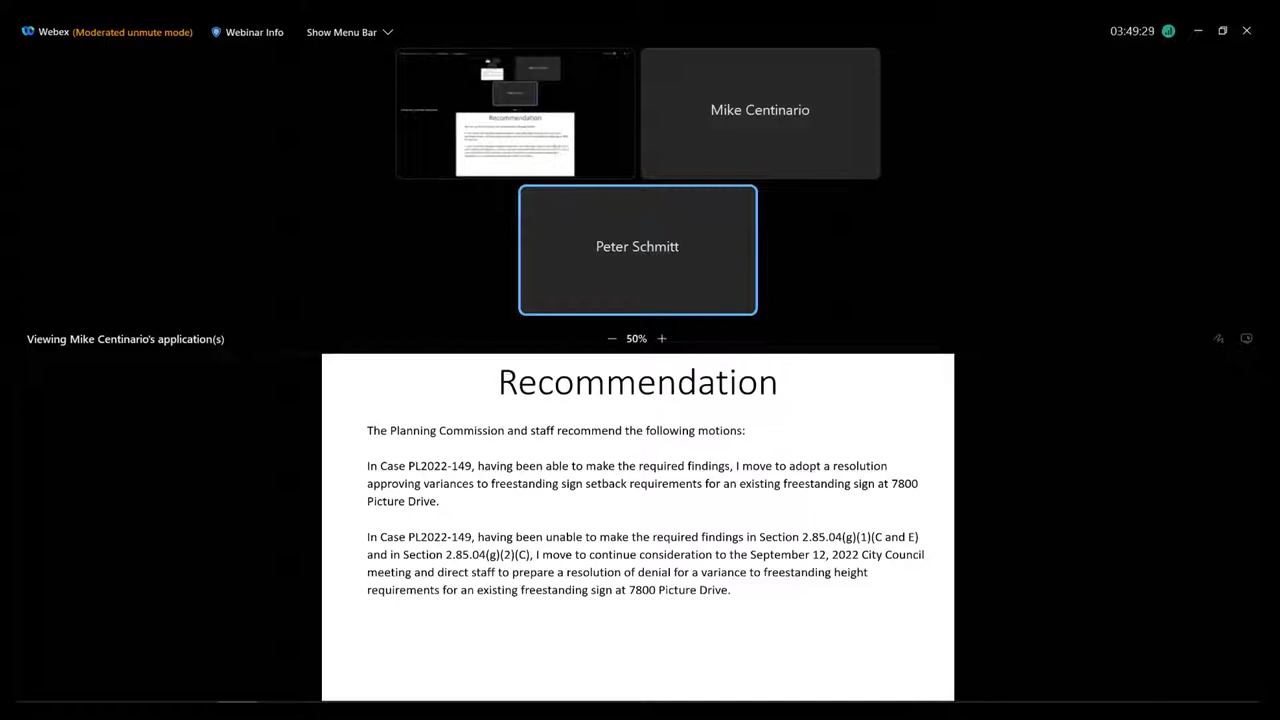 Webex (Moderated unmute mode) Webinar Info Show Menu Bar 03:49:29
Recommendation
Mike Centinario
Peter Schmitt
Viewing Mike Centinario's application(s) 50%
Recommendation
The Planning Commission and staff recommend the following motions:
In Case PL2022-149, having been able to make the required findings, I move to adopt a resolution
approving variances to freestanding sign setback requirements for an existing freestanding sign at 7800
Picture Drive.
In Case PL2022-149, having been unable to make the required findings in Section 2.85.04(g)(1)(C and E)
and in Section 2.85.04(g)(2)(C), I move to continue consideration to the September 12, 2022 City Council
meeting and direct staff to prepare a resolution of denial for a variance to freestanding height
requirements for an existing freestanding sign at 7800 Picture Drive.